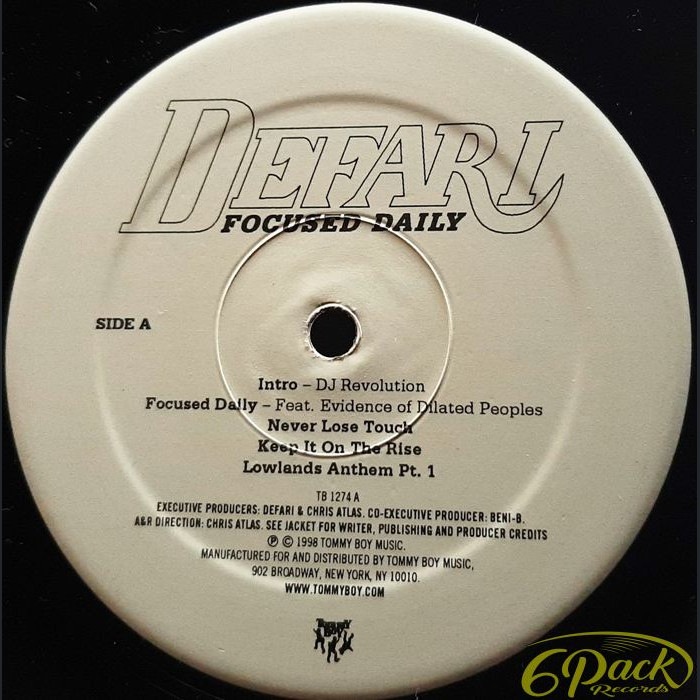 DEFARI
FOCUSED DAILY
SIDE A
Intro – DJ Revolution
Focused Daily – Feat. Evidence of Dilated Peoples
Never Lose Touch
Keep It On The Rise
Lowlands Anthem Pt. 1
TB 1274 A
EXECUTIVE PRODUCERS: DEFARI & CHRIS ATLAS. CO-EXECUTIVE PRODUCER: BENI-B.
A&R DIRECTION: CHRIS ATLAS. SEE JACKET FOR WRITER, PUBLISHING AND PRODUCER CREDITS
℗ © 1998 TOMMY BOY MUSIC.
MANUFACTURED FOR AND DISTRIBUTED BY TOMMY BOY MUSIC,
902 BROADWAY, NEW YORK, NY 10010.
WWW.TOMMYBOY.COM
TOMMY
BOY
6Pack
Records